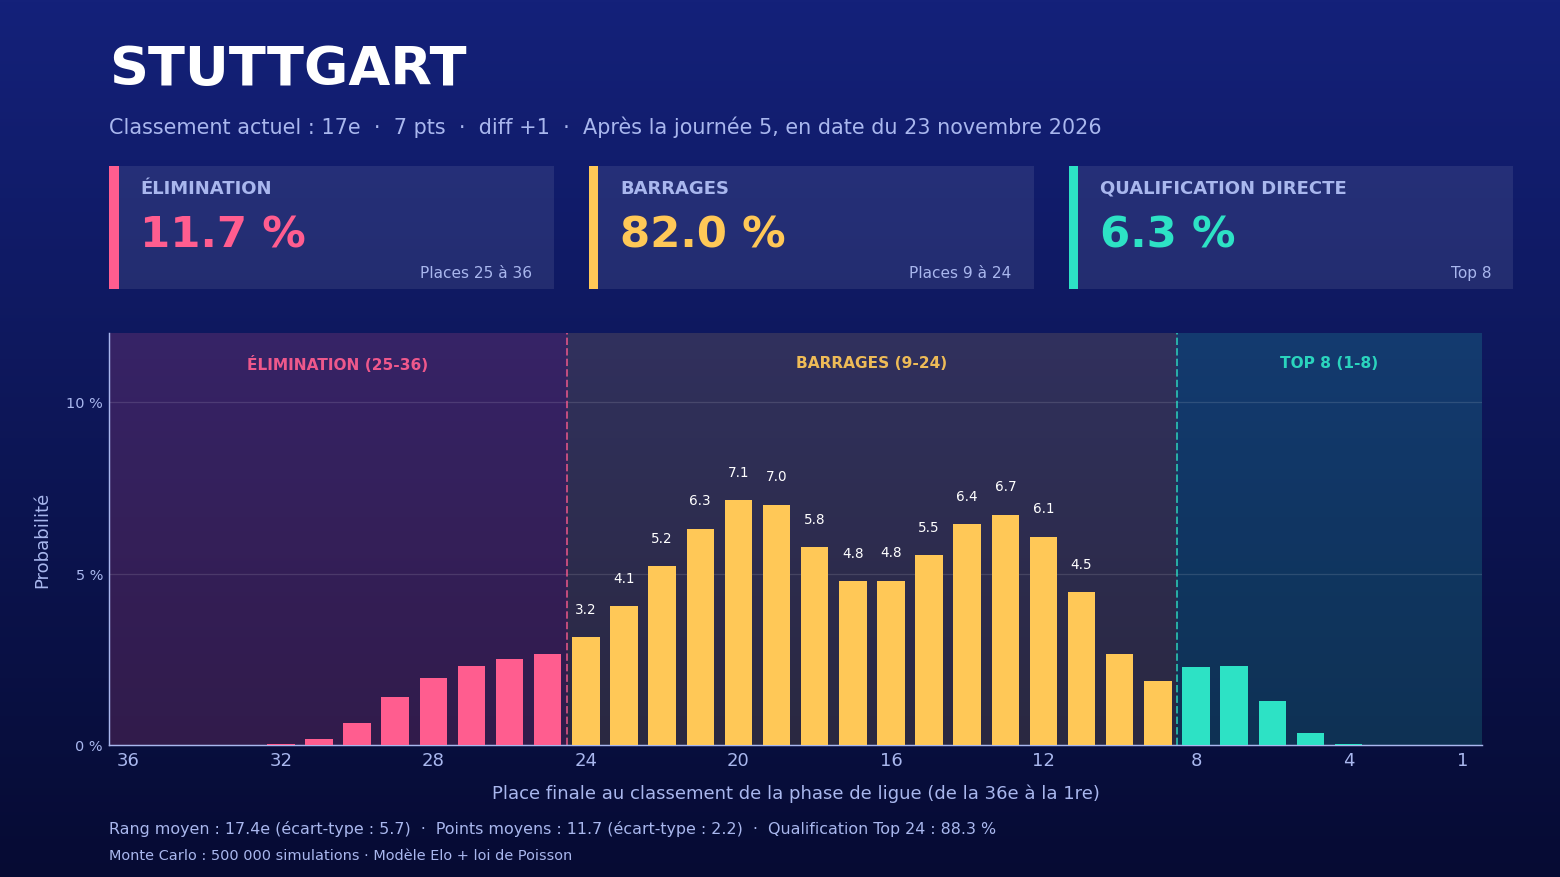 STUTTGART
Classement actuel : 17e · 7 pts · diff +1 · Après la journée 5, en date du 23 novembre 2026
ÉLIMINATION
11.7 %
Places 25 à 36
BARRAGES
82.0 %
Places 9 à 24
QUALIFICATION DIRECTE
6.3 %
Top 8
ÉLIMINATION (25-36)
BARRAGES (9-24)
TOP 8 (1-8)
Probabilité
10 %
5 %
0 %
3.2
4.1
5.2
6.3
7.1
7.0
5.8
4.8
4.8
5.5
6.4
6.7
6.1
4.5
36 32 28 24 20 16 12 8 4 1
Place finale au classement de la phase de ligue (de la 36e à la 1re)
Rang moyen : 17.4e (écart-type : 5.7) · Points moyens : 11.7 (écart-type : 2.2) · Qualification Top 24 : 88.3 %
Monte Carlo : 500 000 simulations · Modèle Elo + loi de Poisson